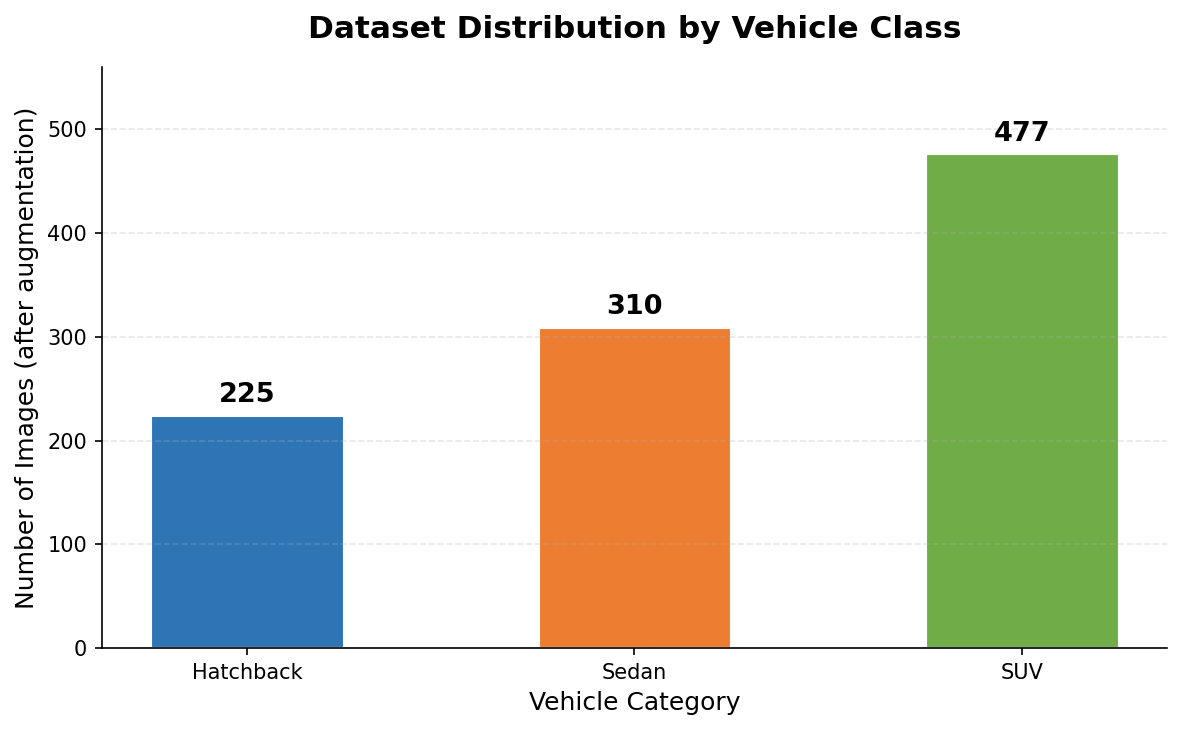 Dataset Distribution by Vehicle Class
Number of Images (after augmentation)
500
400
300
200
100
0
225
310
477
Hatchback
Sedan
SUV
Vehicle Category